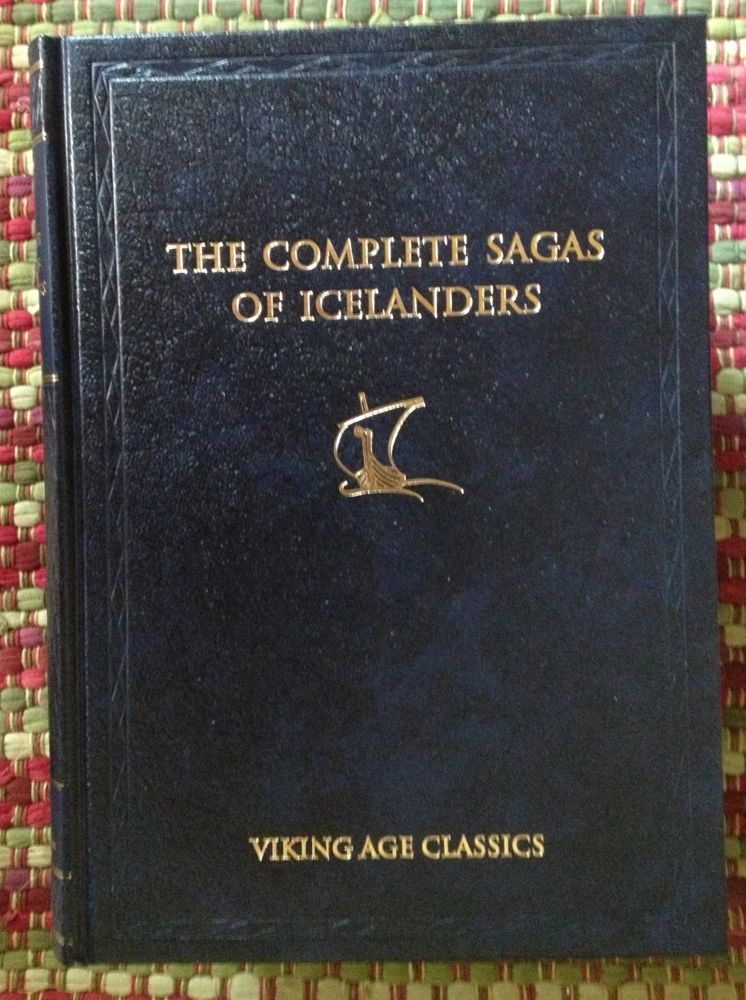 THE COMPLETE SAGAS
OF ICELANDERS
VIKING AGE CLASSICS